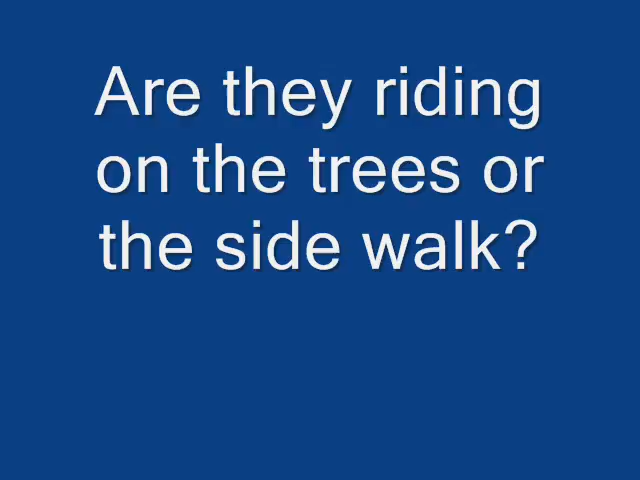 Are they riding
on the trees or
the side walk?